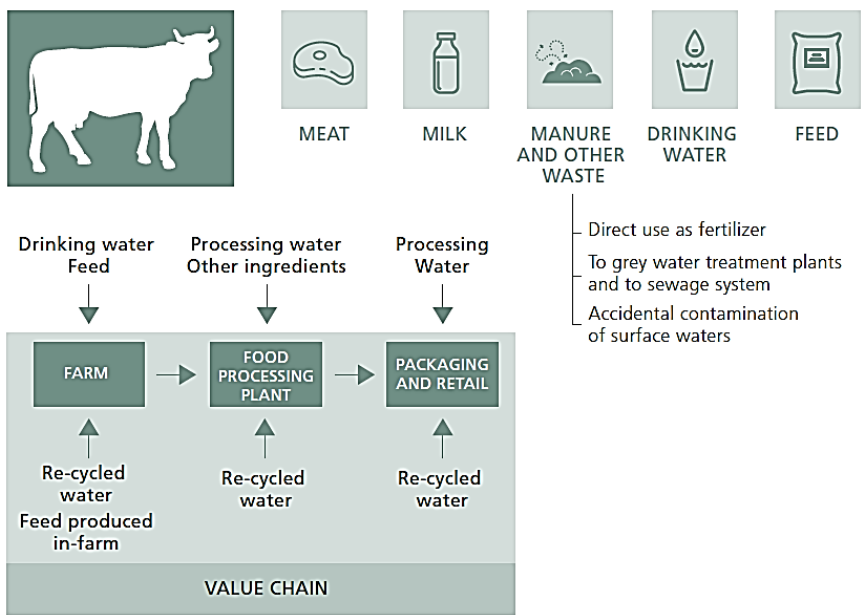 MEAT
MILK
MANURE
AND OTHER
WASTE
DRINKING
WATER
FEED
Direct use as fertilizer
To grey water treatment plants
and to sewage system
Accidental contamination
of surface waters
Drinking water
Feed
Processing water
Other ingredients
Processing
Water
FARM
FOOD
PROCESSING
PLANT
PACKAGING
AND RETAIL
Re-cycled
water
Feed produced
in-farm
Re-cycled
water
Re-cycled
water
VALUE CHAIN